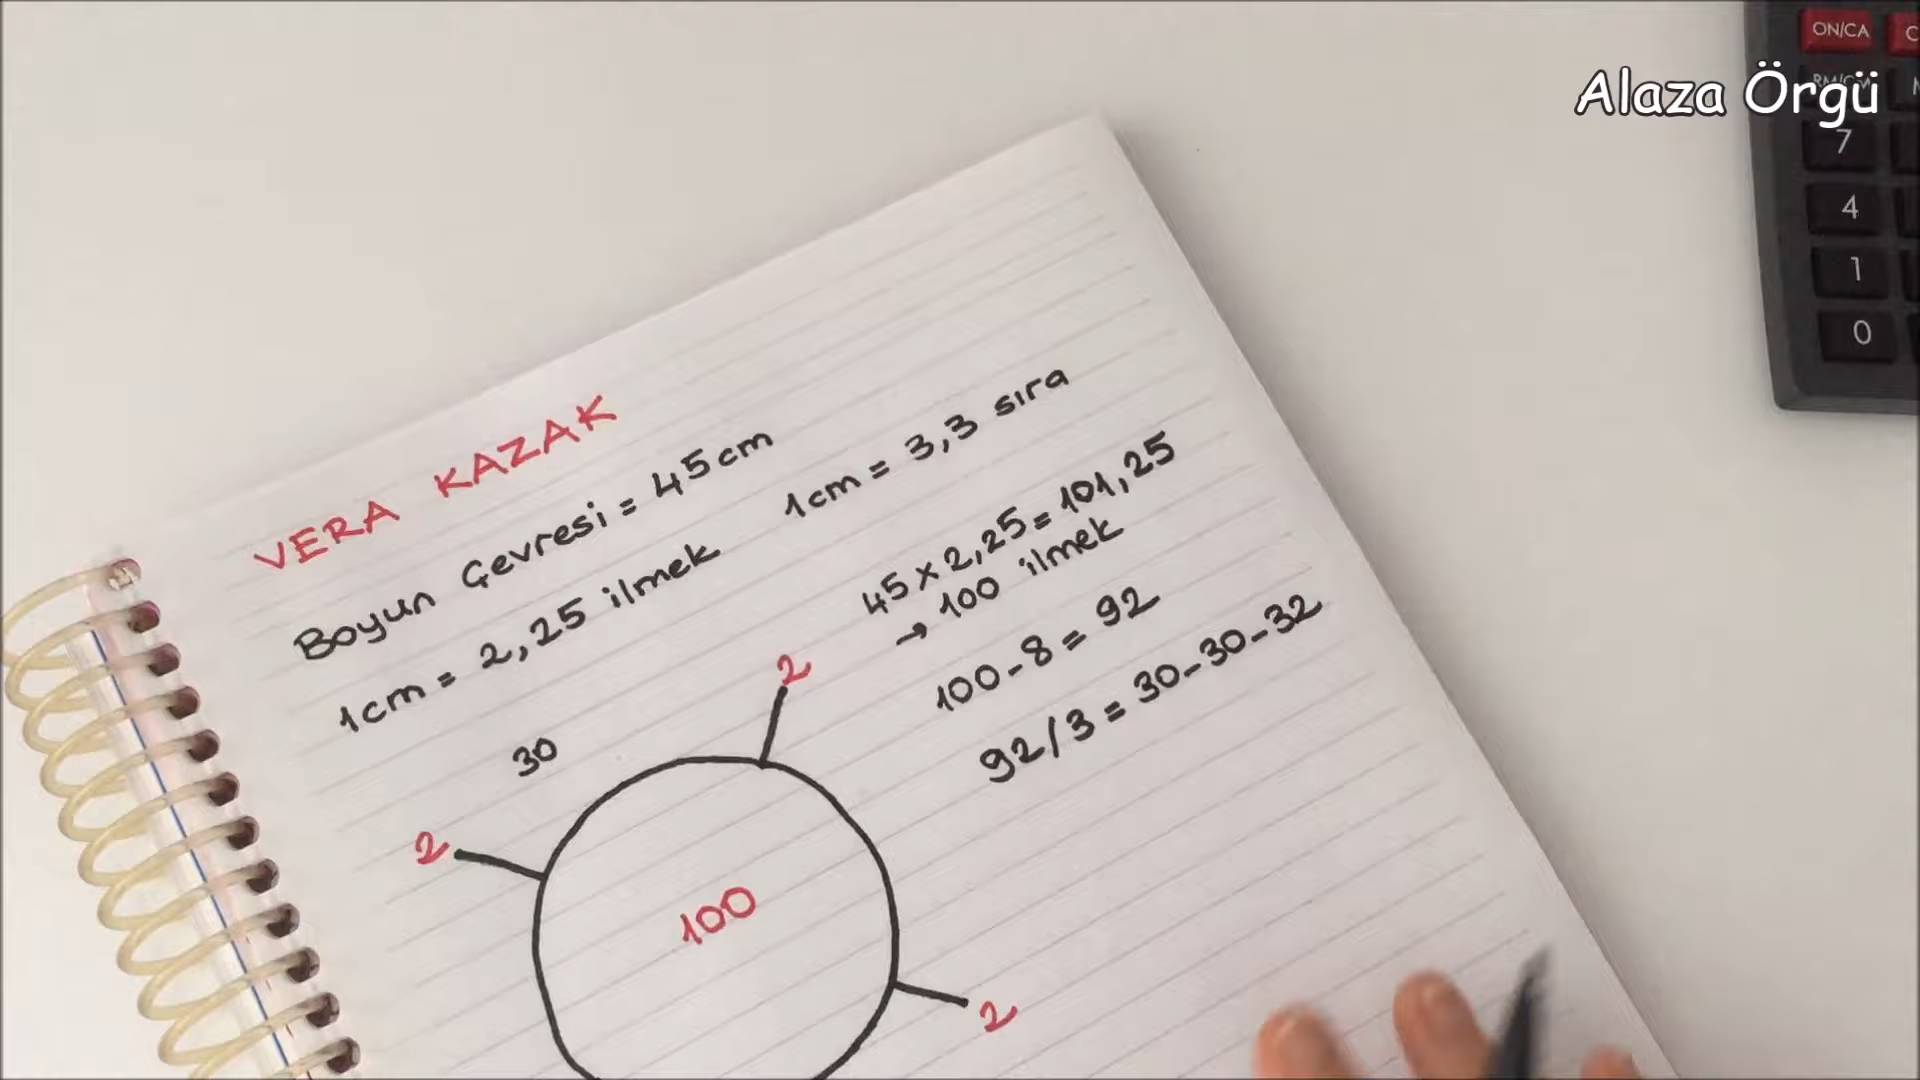 Alaza Örgü
ON/CA
C
7
4
1
0
VERA KAZAK
Boyun Çevresi = 45cm
1cm = 2,25 ilmek 1cm = 3,3 sıra
45 x 2,25 = 101,25
→ 100 ilmek
100 - 8 = 92
92/3 = 30-30-32
2
30
2
100
2